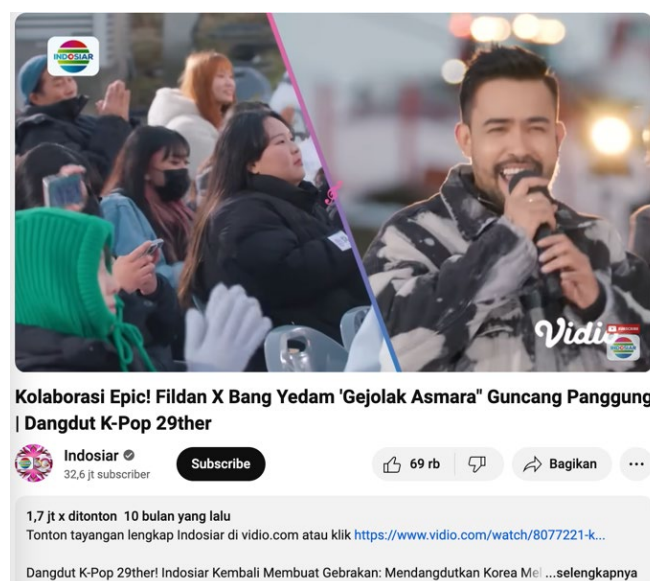 INDOSIAR
Vidio
Kolaborasi Epic! Fildan X Bang Yedam 'Gejolak Asmara" Guncang Panggung
| Dangdut K-Pop 29ther
Indosiar
32,6 jt subscriber
Subscribe
69 rb
Bagikan
1,7 jt x ditonton 10 bulan yang lalu
Tonton tayangan lengkap Indosiar di vidio.com atau klik https://www.vidio.com/watch/8077221-k...
Dangdut K-Pop 29ther! Indosiar Kembali Membuat Gebrakan: Mendangdutkan Korea Mel ...selengkapnya